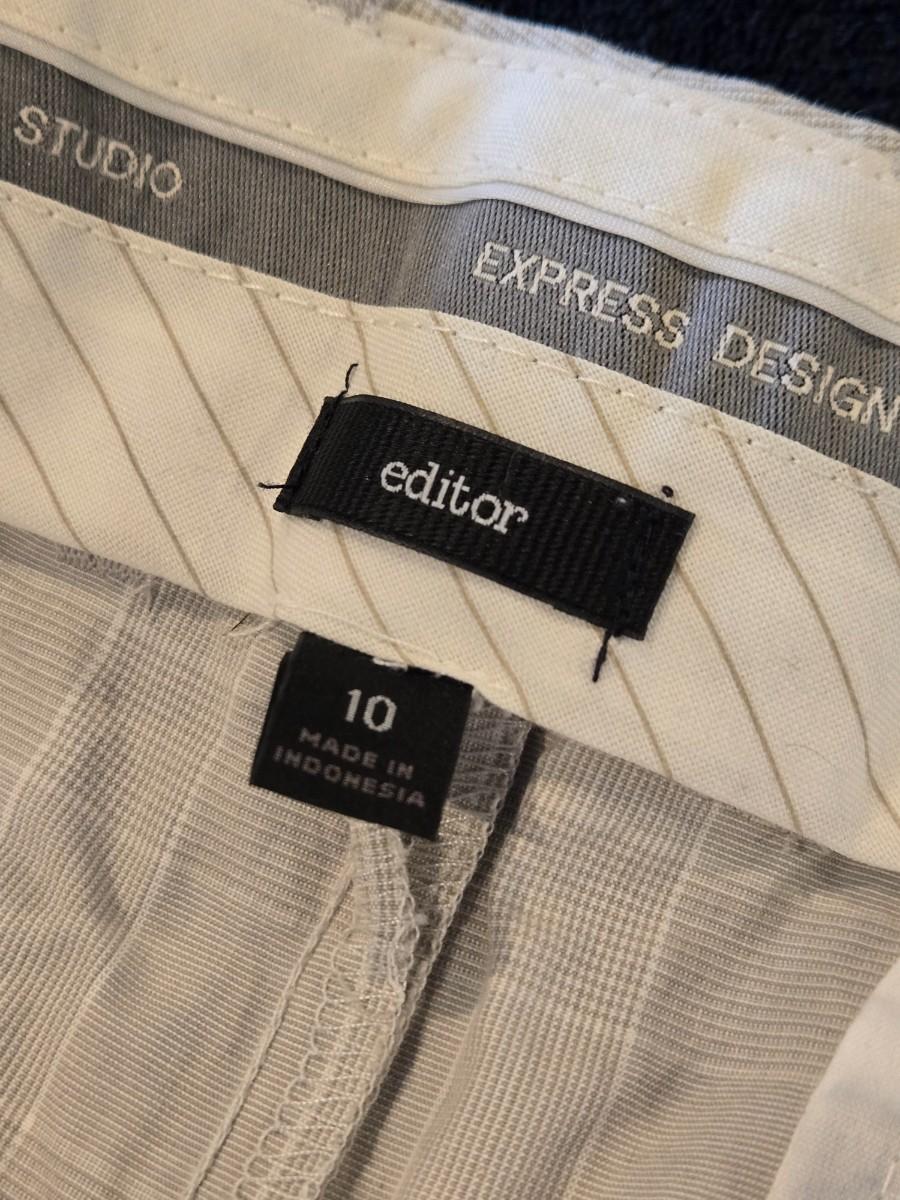 STUDIO
EXPRESS DESIGN
editor
10
MADE IN
INDONESIA